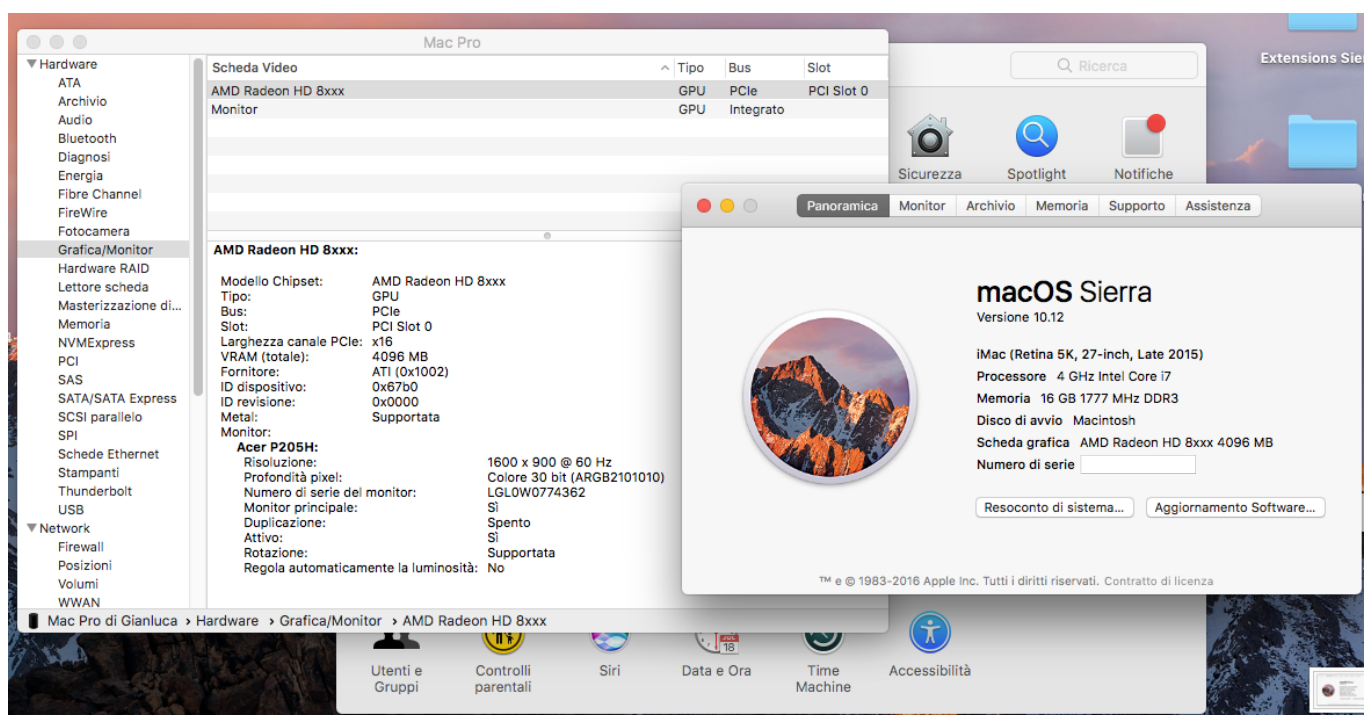 Mac Pro
Hardware
ATA
Archivio
Audio
Bluetooth
Diagnosi
Energia
Fibre Channel
FireWire
Fotocamera
Grafica/Monitor
Hardware RAID
Lettore scheda
Masterizzazione di...
Memoria
NVMExpress
PCI
SAS
SATA/SATA Express
SCSI parallelo
SPI
Schede Ethernet
Stampanti
Thunderbolt
USB
Network
Firewall
Posizioni
Volumi
WWAN
Scheda Video Tipo Bus Slot
AMD Radeon HD 8xxx GPU PCIe PCI Slot 0
Monitor GPU Integrato
AMD Radeon HD 8xxx:
Modello Chipset: AMD Radeon HD 8xxx
Tipo: GPU
Bus: PCIe
Slot: PCI Slot 0
Larghezza canale PCIe: x16
VRAM (totale): 4096 MB
Fornitore: ATI (0x1002)
ID dispositivo: 0x67b0
ID revisione: 0x0000
Metal: Supportata
Monitor:
Acer P205H:
Risoluzione: 1600 x 900 @ 60 Hz
Profondità pixel: Colore 30 bit (ARGB2101010)
Numero di serie del monitor: LGL0W0774362
Monitor principale: Sì
Duplicazione: Spento
Attivo: Sì
Rotazione: Supportata
Regola automaticamente la luminosità: No
Mac Pro di Gianluca › Hardware › Grafica/Monitor › AMD Radeon HD 8xxx
Ricerca
Extensions Sie
Sicurezza Spotlight Notifiche
Panoramica Monitor Archivio Memoria Supporto Assistenza
macOS Sierra
Versione 10.12
iMac (Retina 5K, 27-inch, Late 2015)
Processore 4 GHz Intel Core i7
Memoria 16 GB 1777 MHz DDR3
Disco di avvio Macintosh
Scheda grafica AMD Radeon HD 8xxx 4096 MB
Numero di serie
Resoconto di sistema... Aggiornamento Software...
™ e © 1983-2016 Apple Inc. Tutti i diritti riservati. Contratto di licenza
JUL
18
Utenti e Gruppi
Controlli parentali
Siri
Data e Ora
Time Machine
Accessibilità